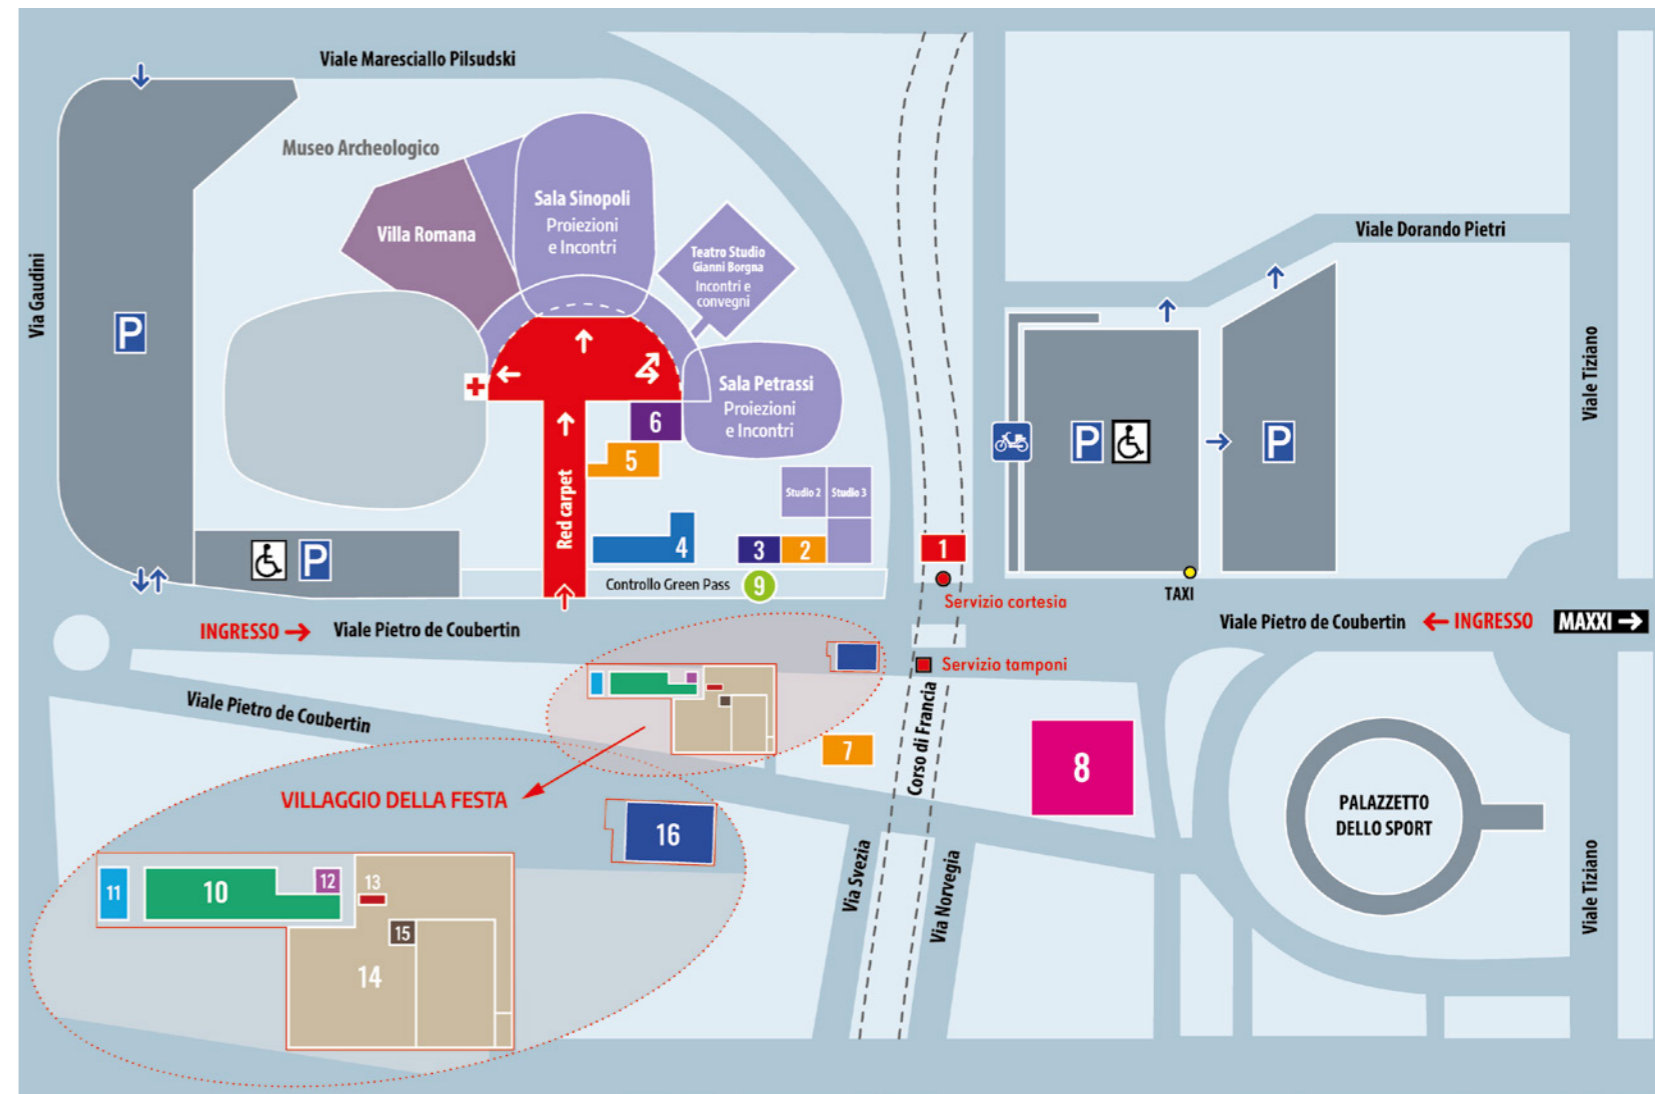 Viale Maresciallo Pilsudski
Museo Archeologico
Sala Sinopoli
Proiezioni
e Incontri
Villa Romana
Teatro Studio
Gianni Borgna
Incontri e
convegni
Viale Dorando Pietri
Via Gaudini
P
Sala Petrassi
Proiezioni
e Incontri
6
5
Red carpet
Studio 2
Studio 3
4
3
2
1
P
P
Viale Tiziano
P
Controllo Green Pass
9
Servizio cortesia
TAXI
INGRESSO
Viale Pietro de Coubertin
Viale Pietro de Coubertin
INGRESSO
MAXXI
Servizio tamponi
Viale Pietro de Coubertin
Corso di Francia
7
8
VILLAGGIO DELLA FESTA
16
PALAZZETTO
DELLO SPORT
Via Svezia
Via Norvegia
Viale Tiziano
11
10
12
13
15
14